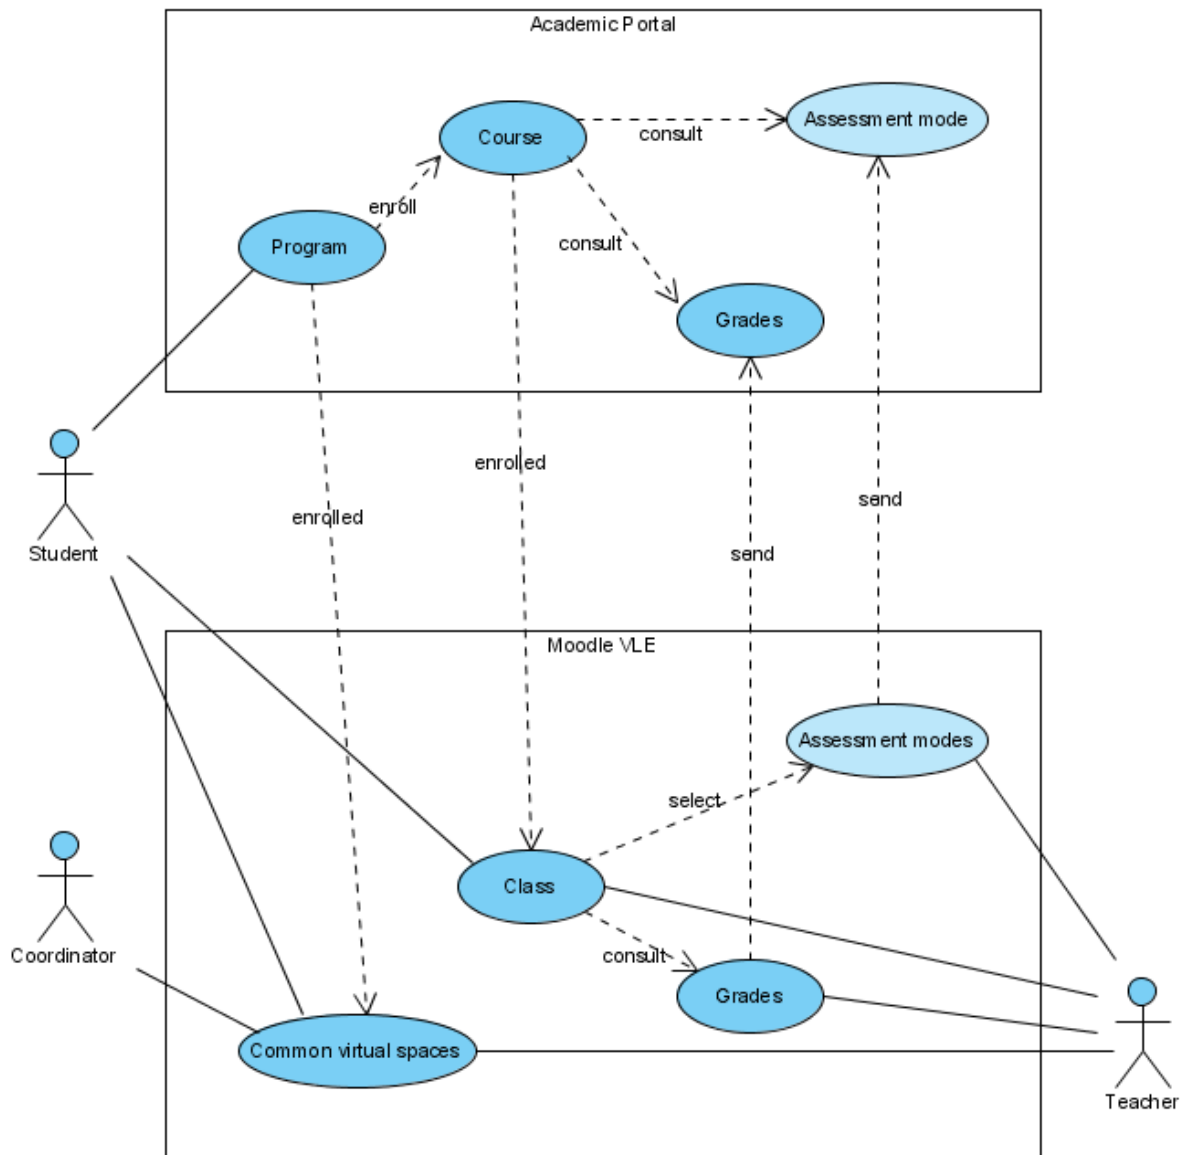 Academic Portal
Assessment mode
consult
Course
enroll
Program
consult
Grades
enrolled
enrolled
send
send
Student
Moodle VLE
Assessment modes
select
Class
Coordinator
consult
Grades
Common virtual spaces
Teacher